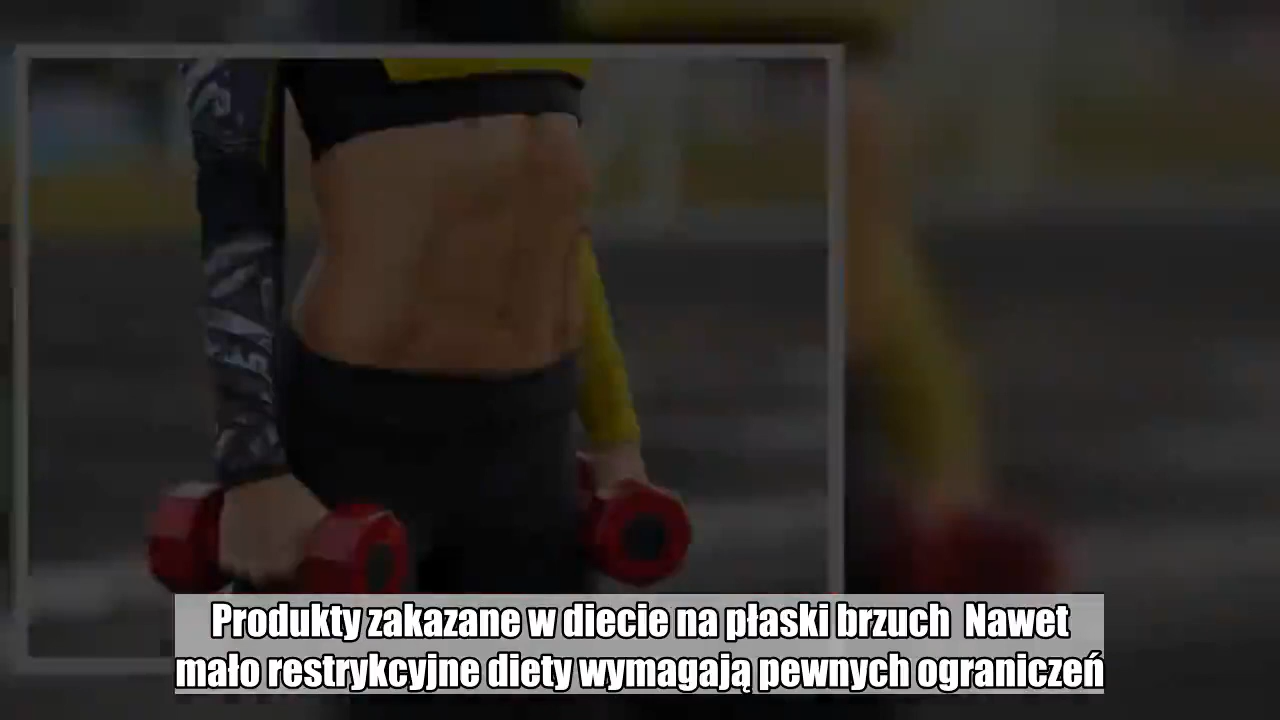 Produkty zakazane w diecie na płaski brzuch Nawet
mało restrykcyjne diety wymagają pewnych ograniczeń